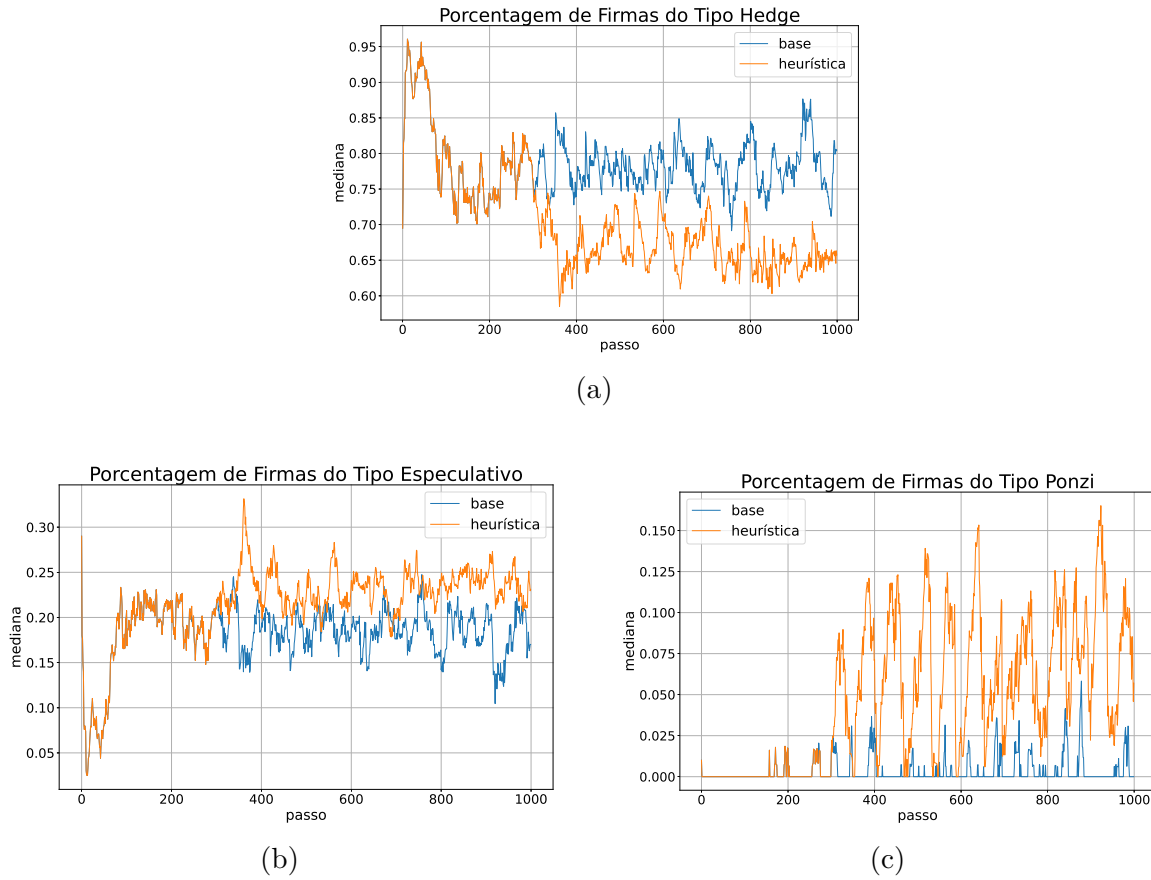 Porcentagem de Firmas do Tipo Hedge
base
heurística
0.95
0.90
0.85
0.80
0.75
0.70
0.65
0.60
mediana
0 200 400 600 800 1000
passo
(a)
Porcentagem de Firmas do Tipo Especulativo
base
heurística
0.30
0.25
0.20
0.15
0.10
0.05
mediana
0 200 400 600 800 1000
passo
(b)
Porcentagem de Firmas do Tipo Ponzi
base
heurística
0.150
0.125
0.100
0.075
0.050
0.025
0.000
mediana
0 200 400 600 800 1000
passo
(c)